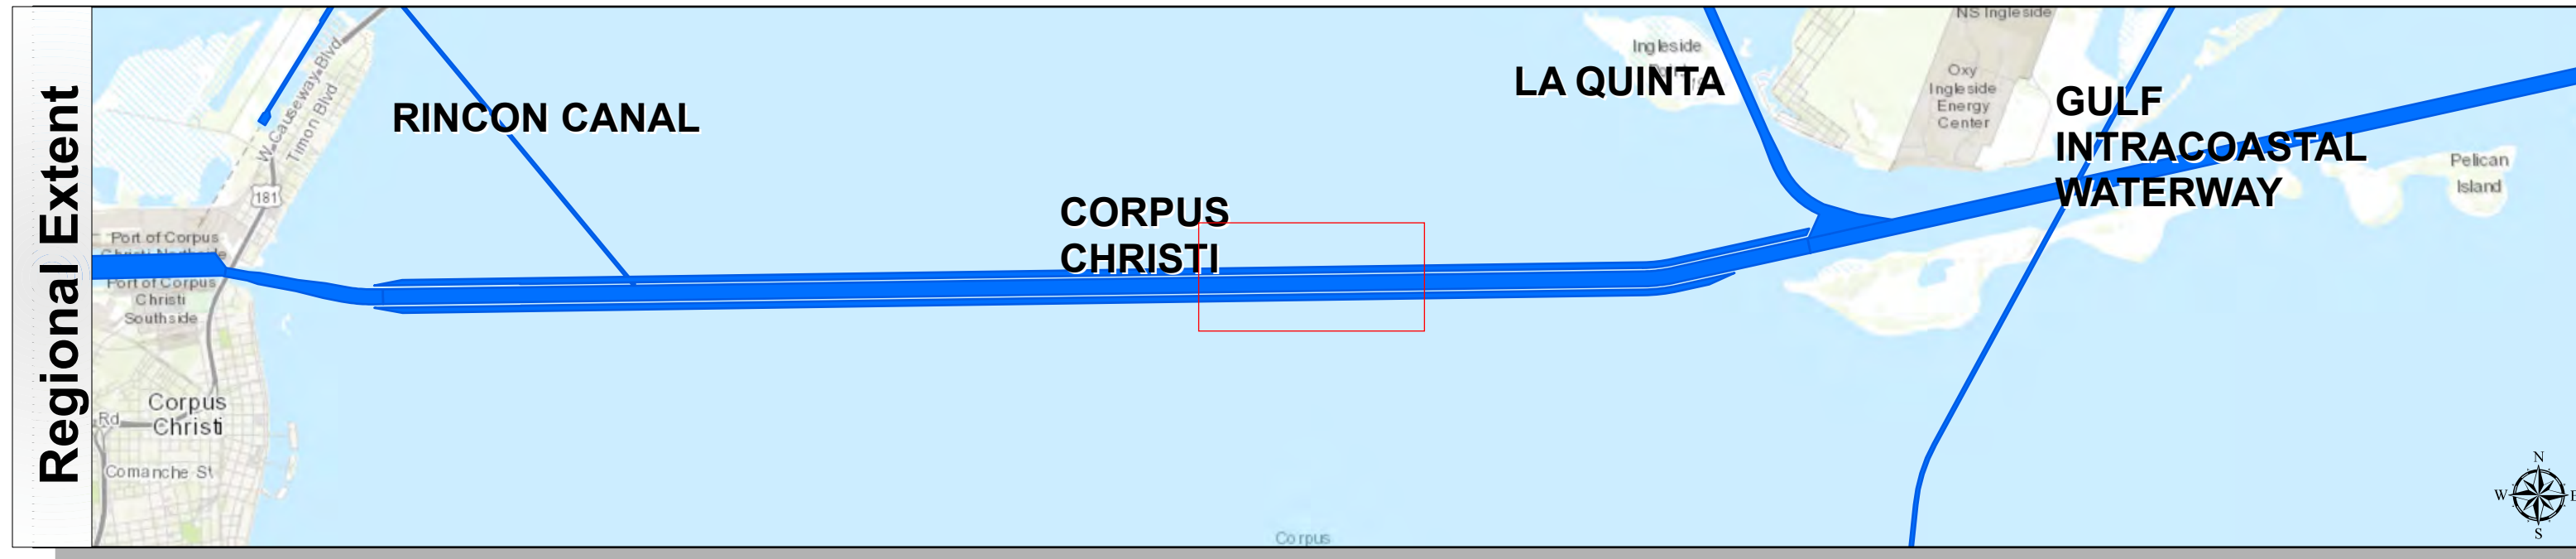 Regional Extent
W Causeway Blvd
Timon Blvd
181
Port of Corpus
Christi Northside
Port of Corpus
Christi
Southside
Corpus
Christi
Rd
Comanche St
RINCON CANAL
CORPUS
CHRISTI
Corpus
LA QUINTA
Ingleside
NS Ingleside
Oxy
Ingleside
Energy
Center
GULF
INTRACOASTAL
WATERWAY
Pelican
Island
N
W
E
S